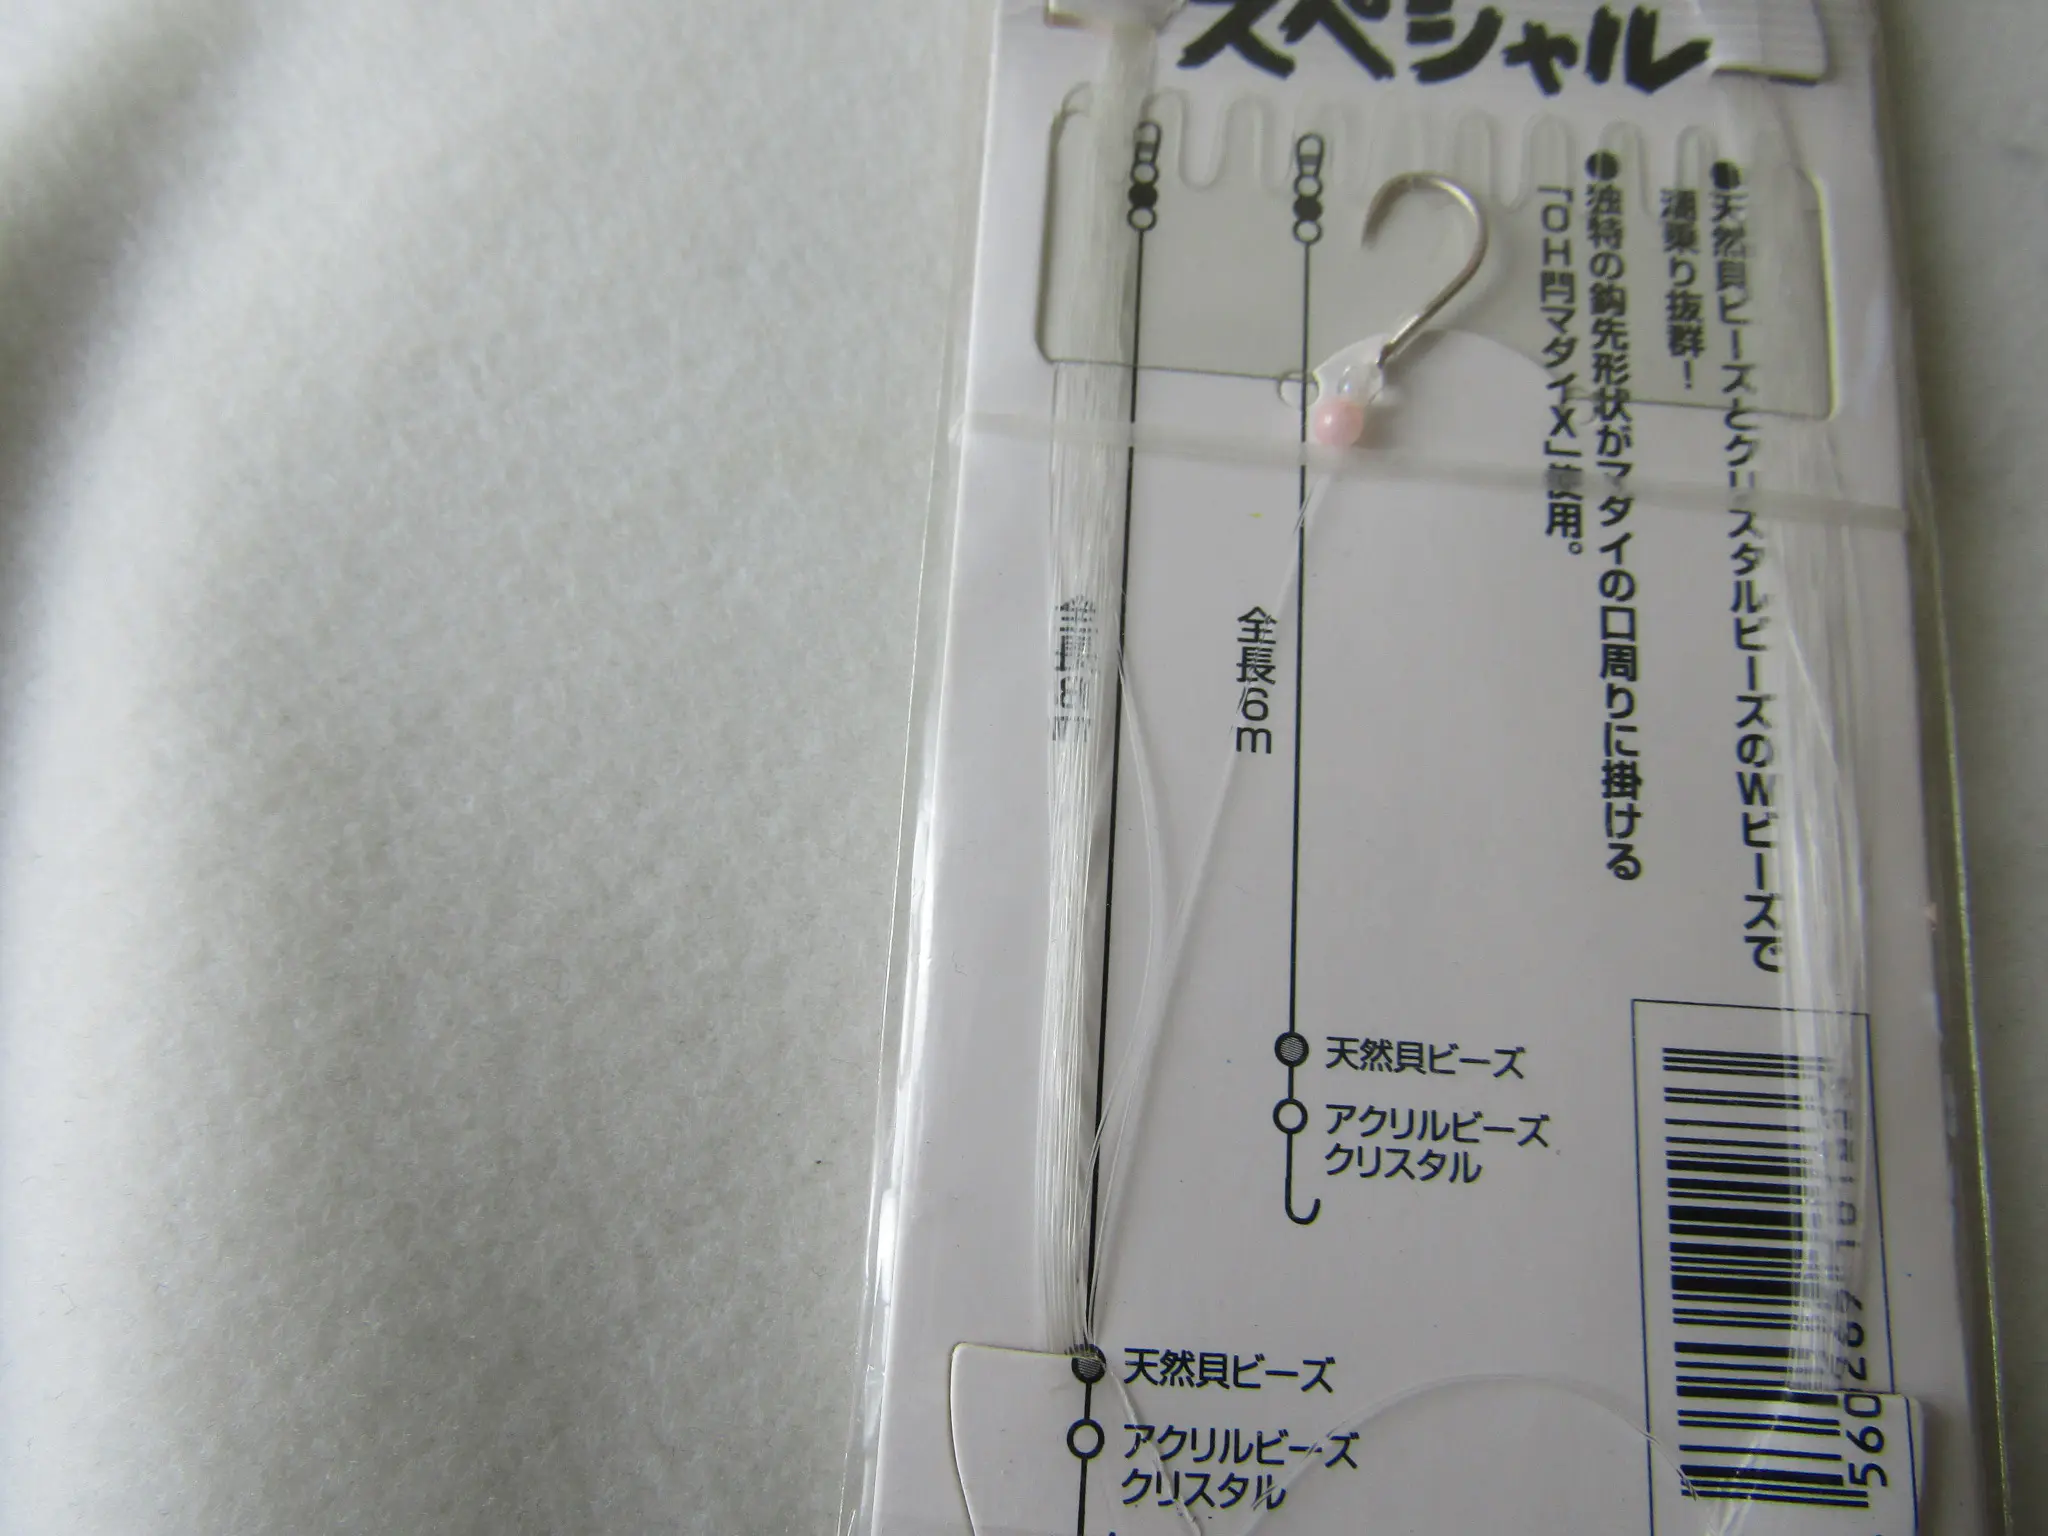 スペシャル
●天然貝ビーズとクリスタルビーズのWビーズで
潮乗り抜群！
●独特の鈎先形状がマダイの口周りに掛ける
「OH閂マダイX」使用。
全長6m
全長8m
天然貝ビーズ
アクリルビーズ
クリスタル
天然貝ビーズ
アクリルビーズ
クリスタル